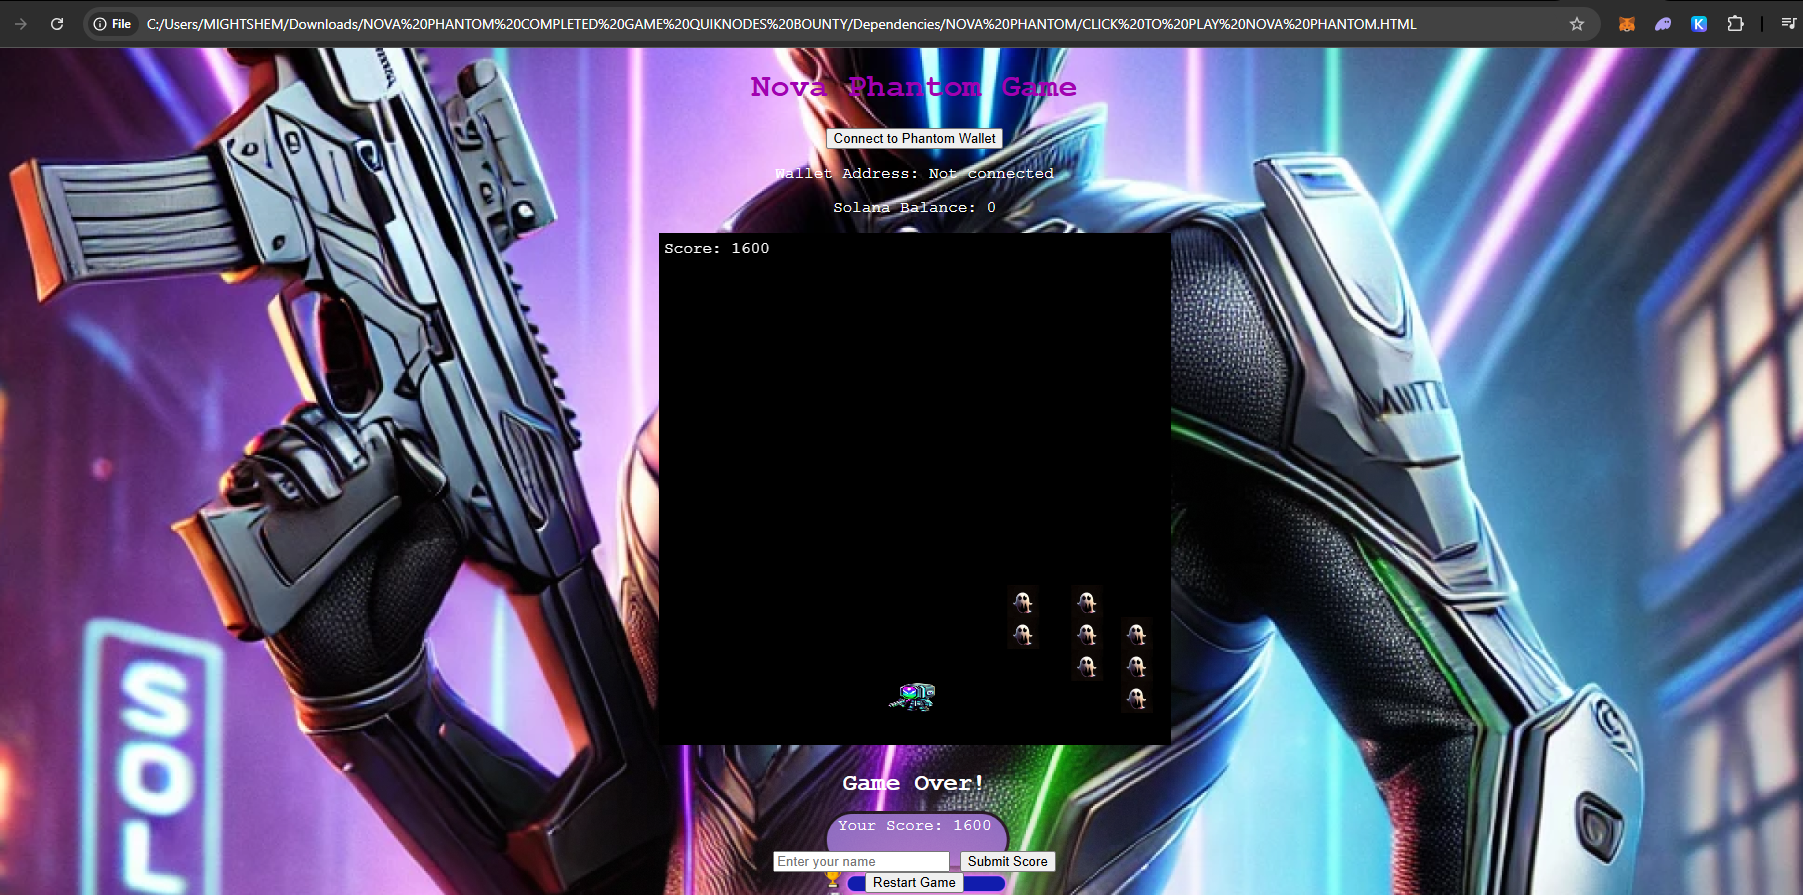 File
C:/Users/MIGHTSHEM/Downloads/NOVA%20PHANTOM%20COMPLETED%20GAME%20QUIKNODES%20BOUNTY/Dependencies/NOVA%20PHANTOM/CLICK%20TO%20PLAY%20NOVA%20PHANTOM.HTML
Nova Phantom Game
Connect to Phantom Wallet
Wallet Address: Not connected
Solana Balance: 0
Score: 1600
SOL
Game Over!
Your Score: 1600
Enter your name
Submit Score
Restart Game